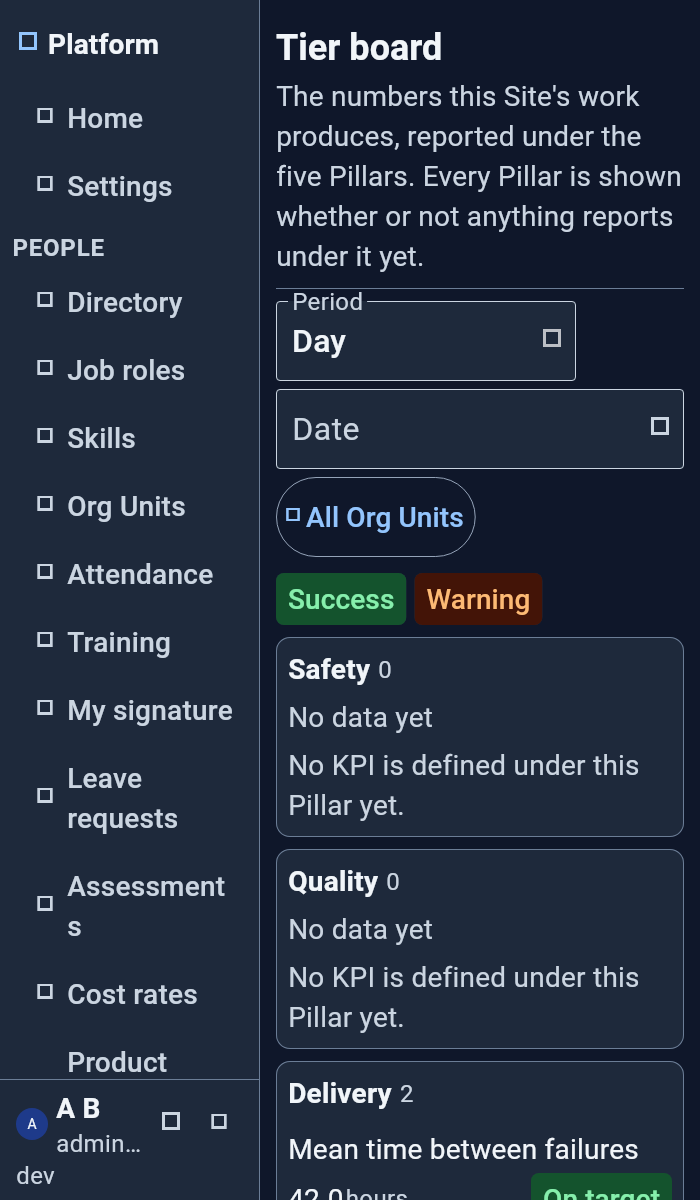 Platform
Home
Settings
PEOPLE
Directory
Job roles
Skills
Org Units
Attendance
Training
My signature
Leave
requests
Assessment
s
Cost rates
Product
A
A B
admin…
dev
Tier board
The numbers this Site's work
produces, reported under the
five Pillars. Every Pillar is shown
whether or not anything reports
under it yet.
Period
Day
Date
All Org Units
Success Warning
Safety 0
No data yet
No KPI is defined under this
Pillar yet.
Quality 0
No data yet
No KPI is defined under this
Pillar yet.
Delivery 2
Mean time between failures
42.0hours On target